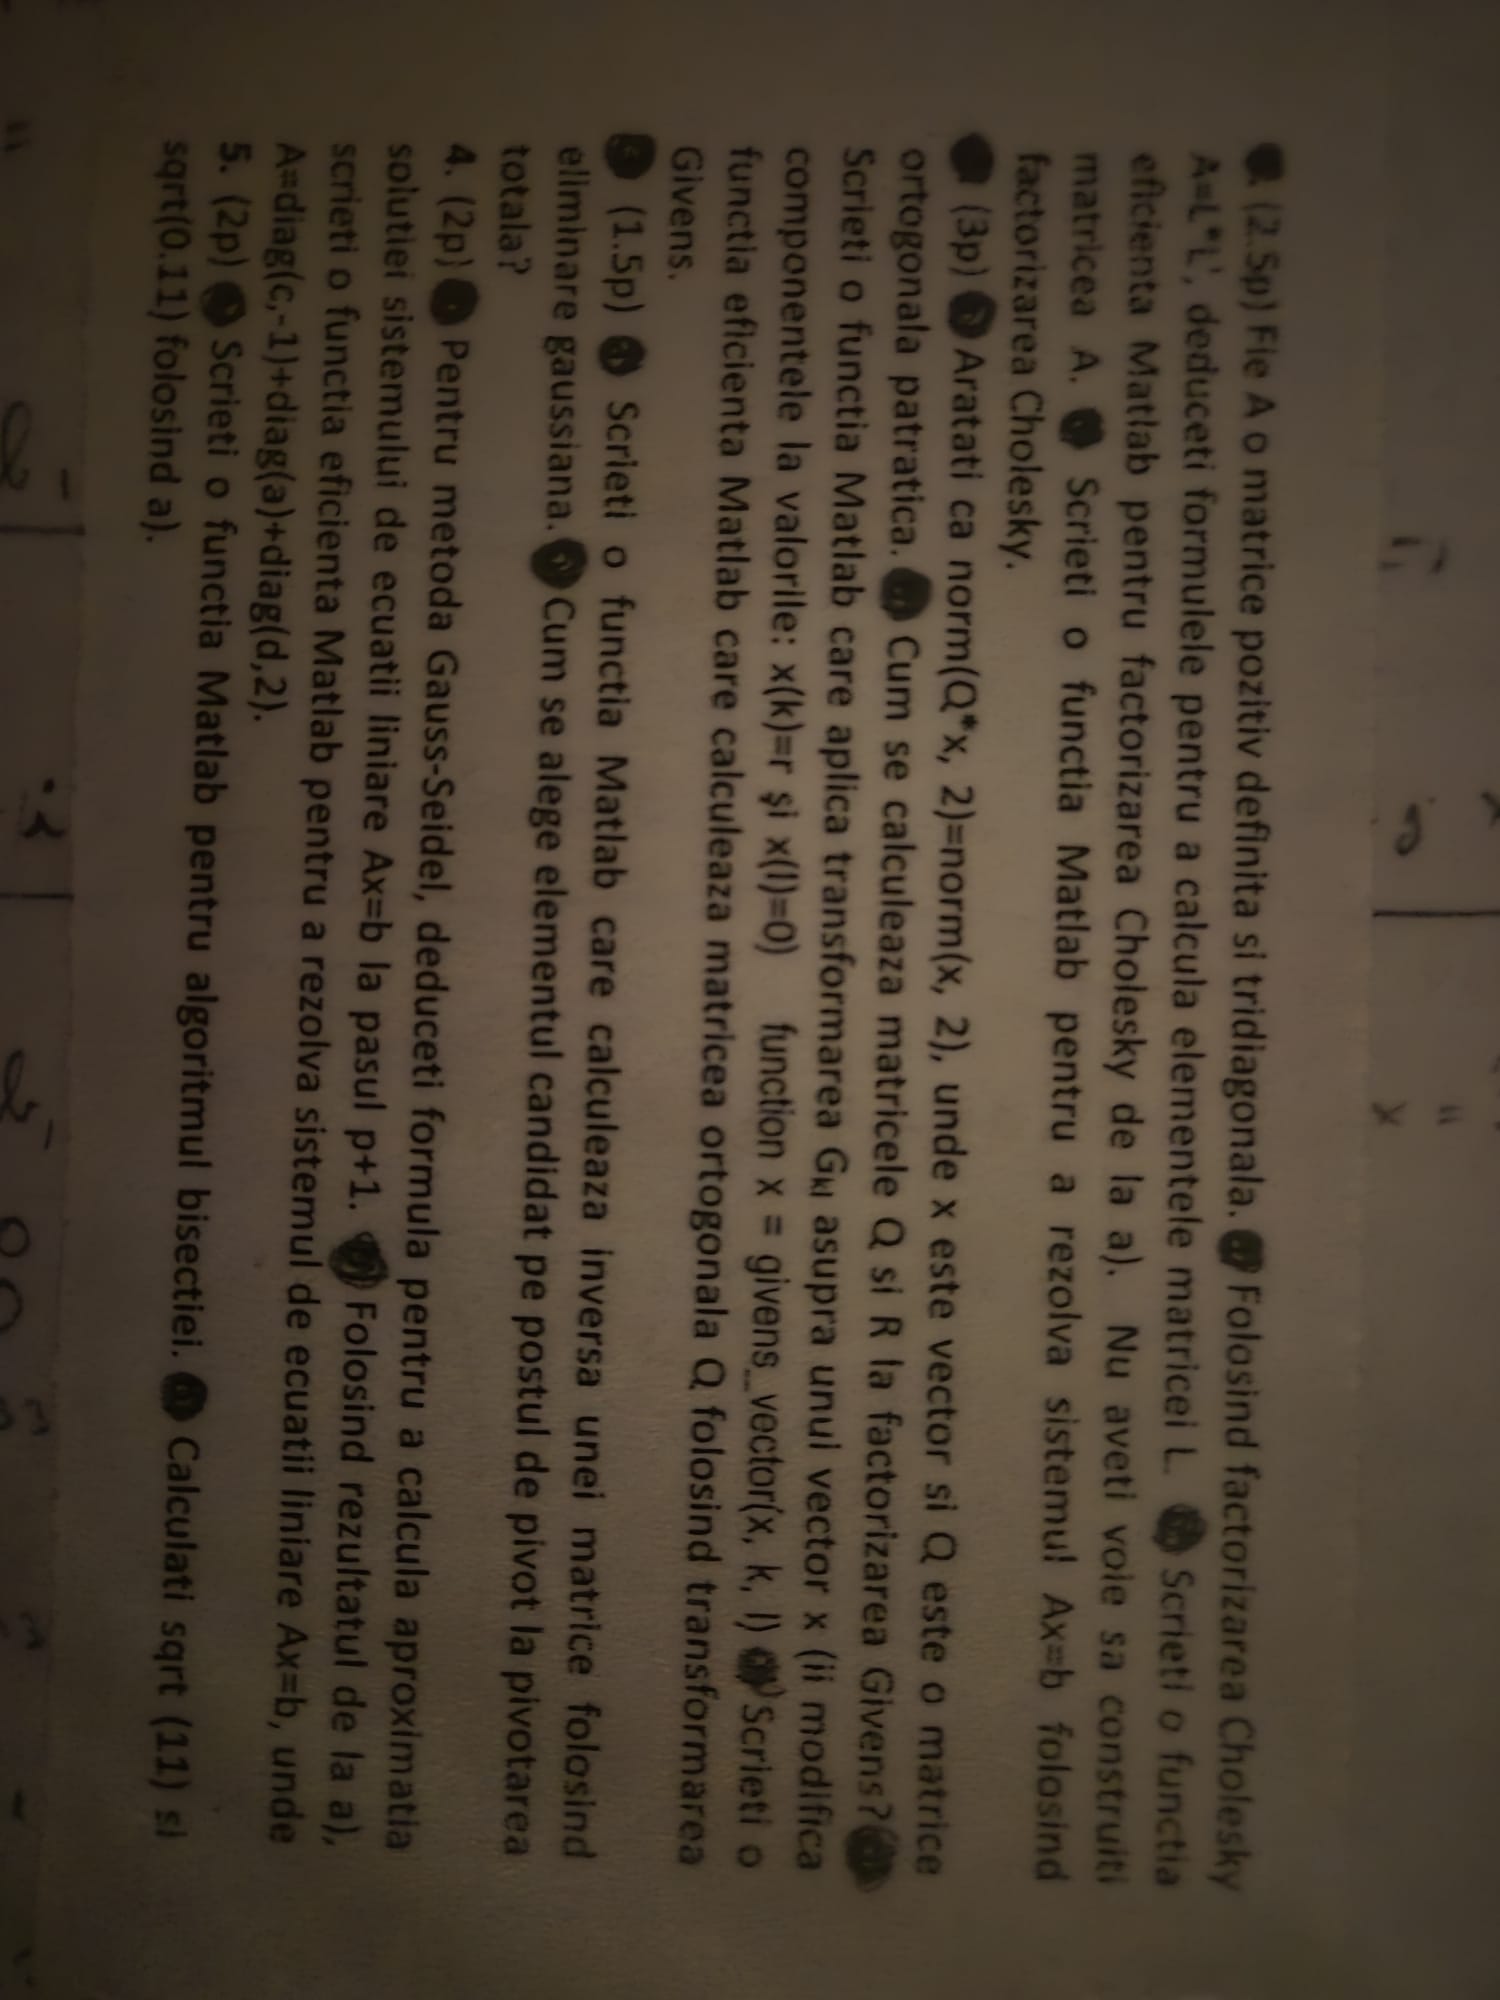 (2.5p) Fie A o matrice pozitiv definita si tridiagonala. a) Folosind factorizarea Cholesky
A=L*L', deduceti formulele pentru a calcula elementele matricei L. Scrieti o functia
eficienta Matlab pentru factorizarea Cholesky de la a). Nu aveti voie sa construiti
matricea A. Scrieti o functia Matlab pentru a rezolva sistemul Ax=b folosind
factorizarea Cholesky.
(3p) Aratati ca norm(Q*x, 2)=norm(x, 2), unde x este vector si Q este o matrice
ortogonala patratica. Cum se calculeaza matricele Q si R la factorizarea Givens?
Scrieti o functia Matlab care aplica transformarea Gkl asupra unui vector x (ii modifica
componentele la valorile: x(k)=r şi x(l)=0) function x = givens_vector(x, k, l) Scrieti o
functia eficienta Matlab care calculeaza matricea ortogonala Q folosind transformarea
Givens.
(1.5p) a) Scrieti o functia Matlab care calculeaza inversa unei matrice folosind
eliminare gaussiana. Cum se alege elementul candidat pe postul de pivot la pivotarea
totala?
4. (2p) Pentru metoda Gauss-Seidel, deduceti formula pentru a calcula aproximatia
solutiei sistemului de ecuatii liniare Ax=b la pasul p+1. b) Folosind rezultatul de la a),
scrieti o functia eficienta Matlab pentru a rezolva sistemul de ecuatii liniare Ax=b, unde
A=diag(c,-1)+diag(a)+diag(d,2).
5. (2p) Scrieti o functia Matlab pentru algoritmul bisectiei. Calculati sqrt (11) si
sqrt(0.11) folosind a).